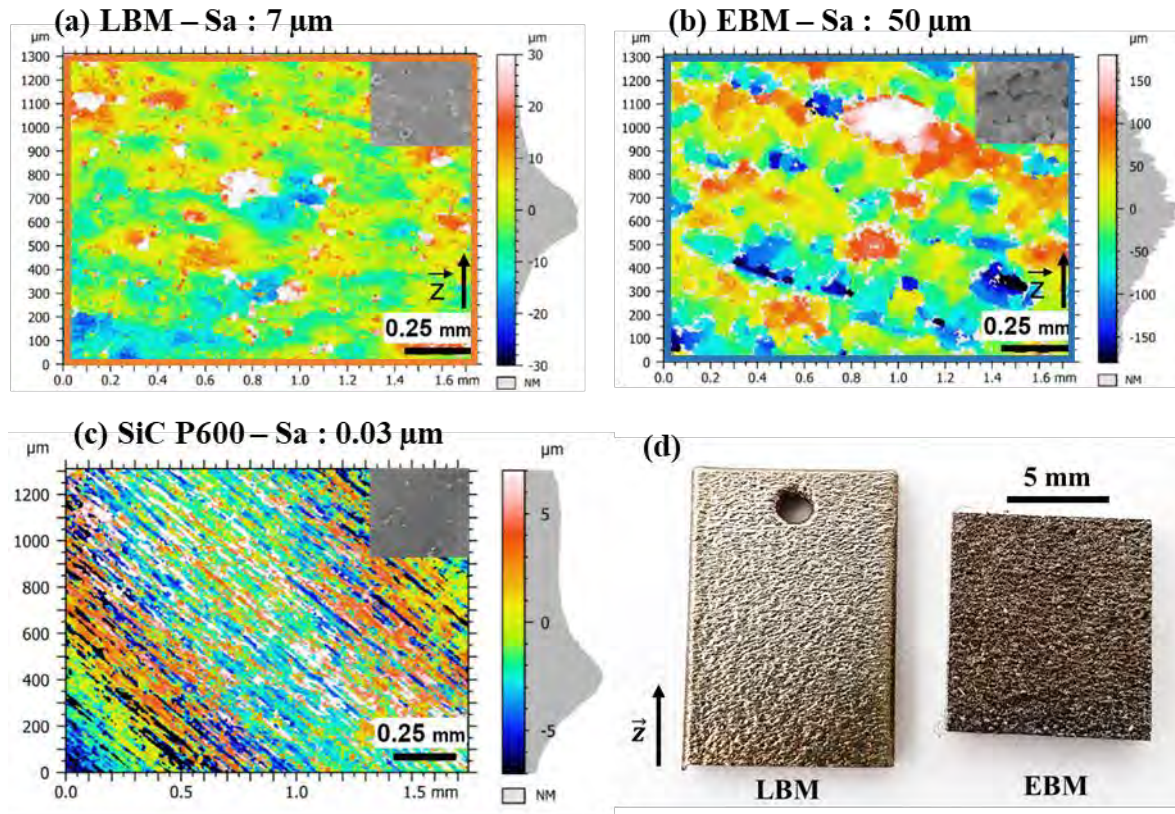 (a) LBM – Sa : 7 µm
µm
1300
1200
1100
1000
900
800
700
600
500
400
300
200
100
0
0.0 0.2 0.4 0.6 0.8 1.0 1.2 1.4 1.6 mm
z
0.25 mm
µm
30
20
10
0
-10
-20
-30
NM
(b) EBM – Sa : 50 µm
µm
1300
1200
1100
1000
900
800
700
600
500
400
300
200
100
0
0.0 0.2 0.4 0.6 0.8 1.0 1.2 1.4 1.6 mm
z
0.25 mm
µm
150
100
50
0
-50
-100
-150
NM
(c) SiC P600 – Sa : 0.03 µm
µm
1200
1000
800
600
400
200
0
0.0 0.5 1.0 1.5 mm
0.25 mm
µm
5
0
-5
NM
(d)
5 mm
z
LBM
EBM